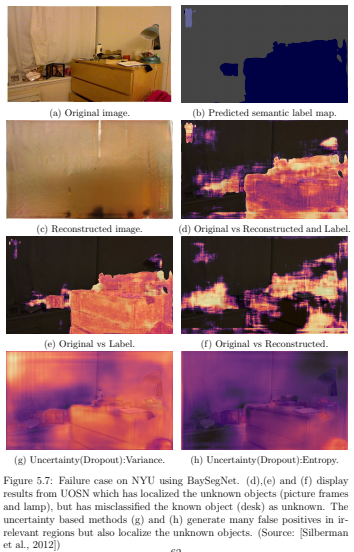 (a) Original image.
(b) Predicted semantic label map.
(c) Reconstructed image.
(d) Original vs Reconstructed and Label.
(e) Original vs Label.
(f) Original vs Reconstructed.
(g) Uncertainty(Dropout):Variance.
(h) Uncertainty(Dropout):Entropy.
Figure 5.7: Failure case on NYU using BaySegNet. (d),(e) and (f) display
results from UOSN which has localized the unknown objects (picture frames
and lamp), but has misclassified the known object (desk) as unknown. The
uncertainty based methods (g) and (h) generate many false positives in ir-
relevant regions but also localize the unknown objects. (Source: [Silberman
et al., 2012])